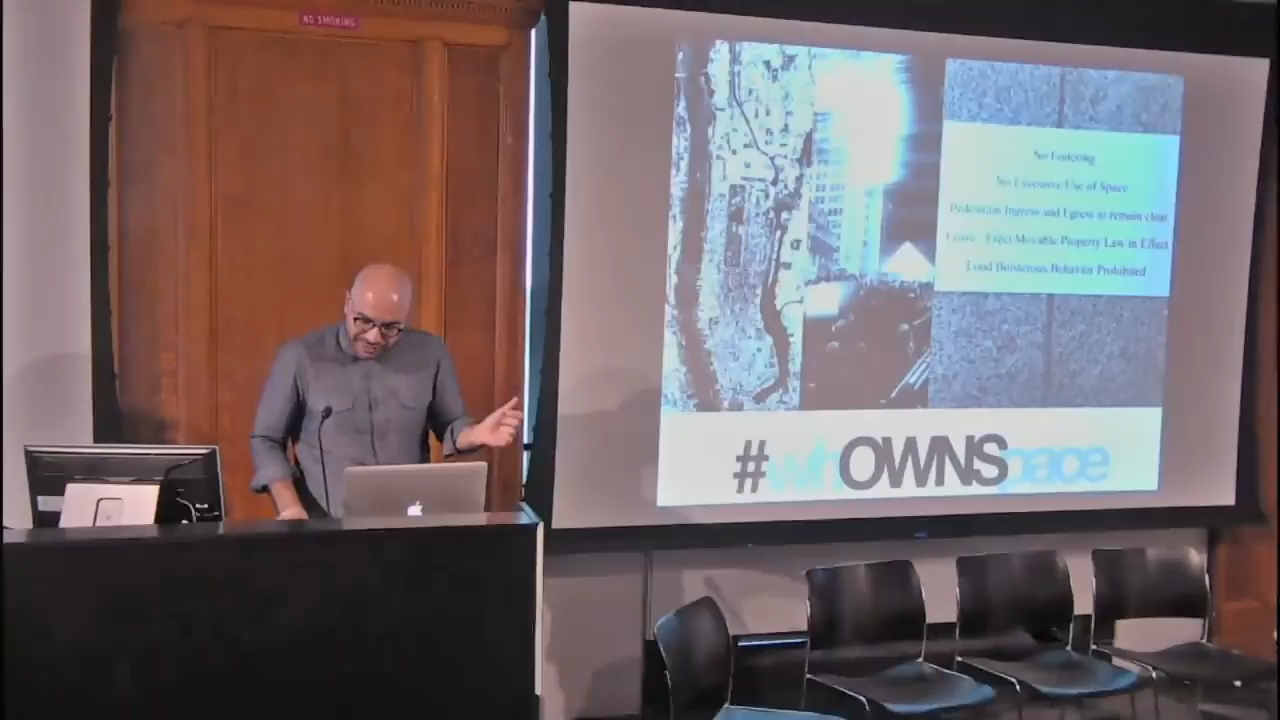 NO SMOKING
No Loitering
No Excessive Use of Space
Pedestrian Ingress and Egress to remain clear
Movable Property Law in Effect
Loud Boisterous Behavior Prohibited
#whOWNSpace